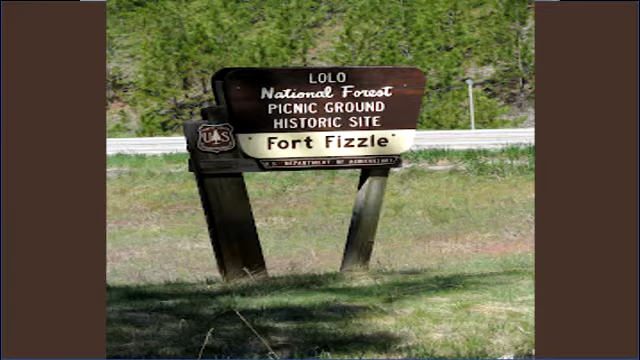 LOLO
National Forest
PICNIC GROUND
HISTORIC SITE
Fort Fizzle
U S
U.S. DEPARTMENT OF AGRICULTURE